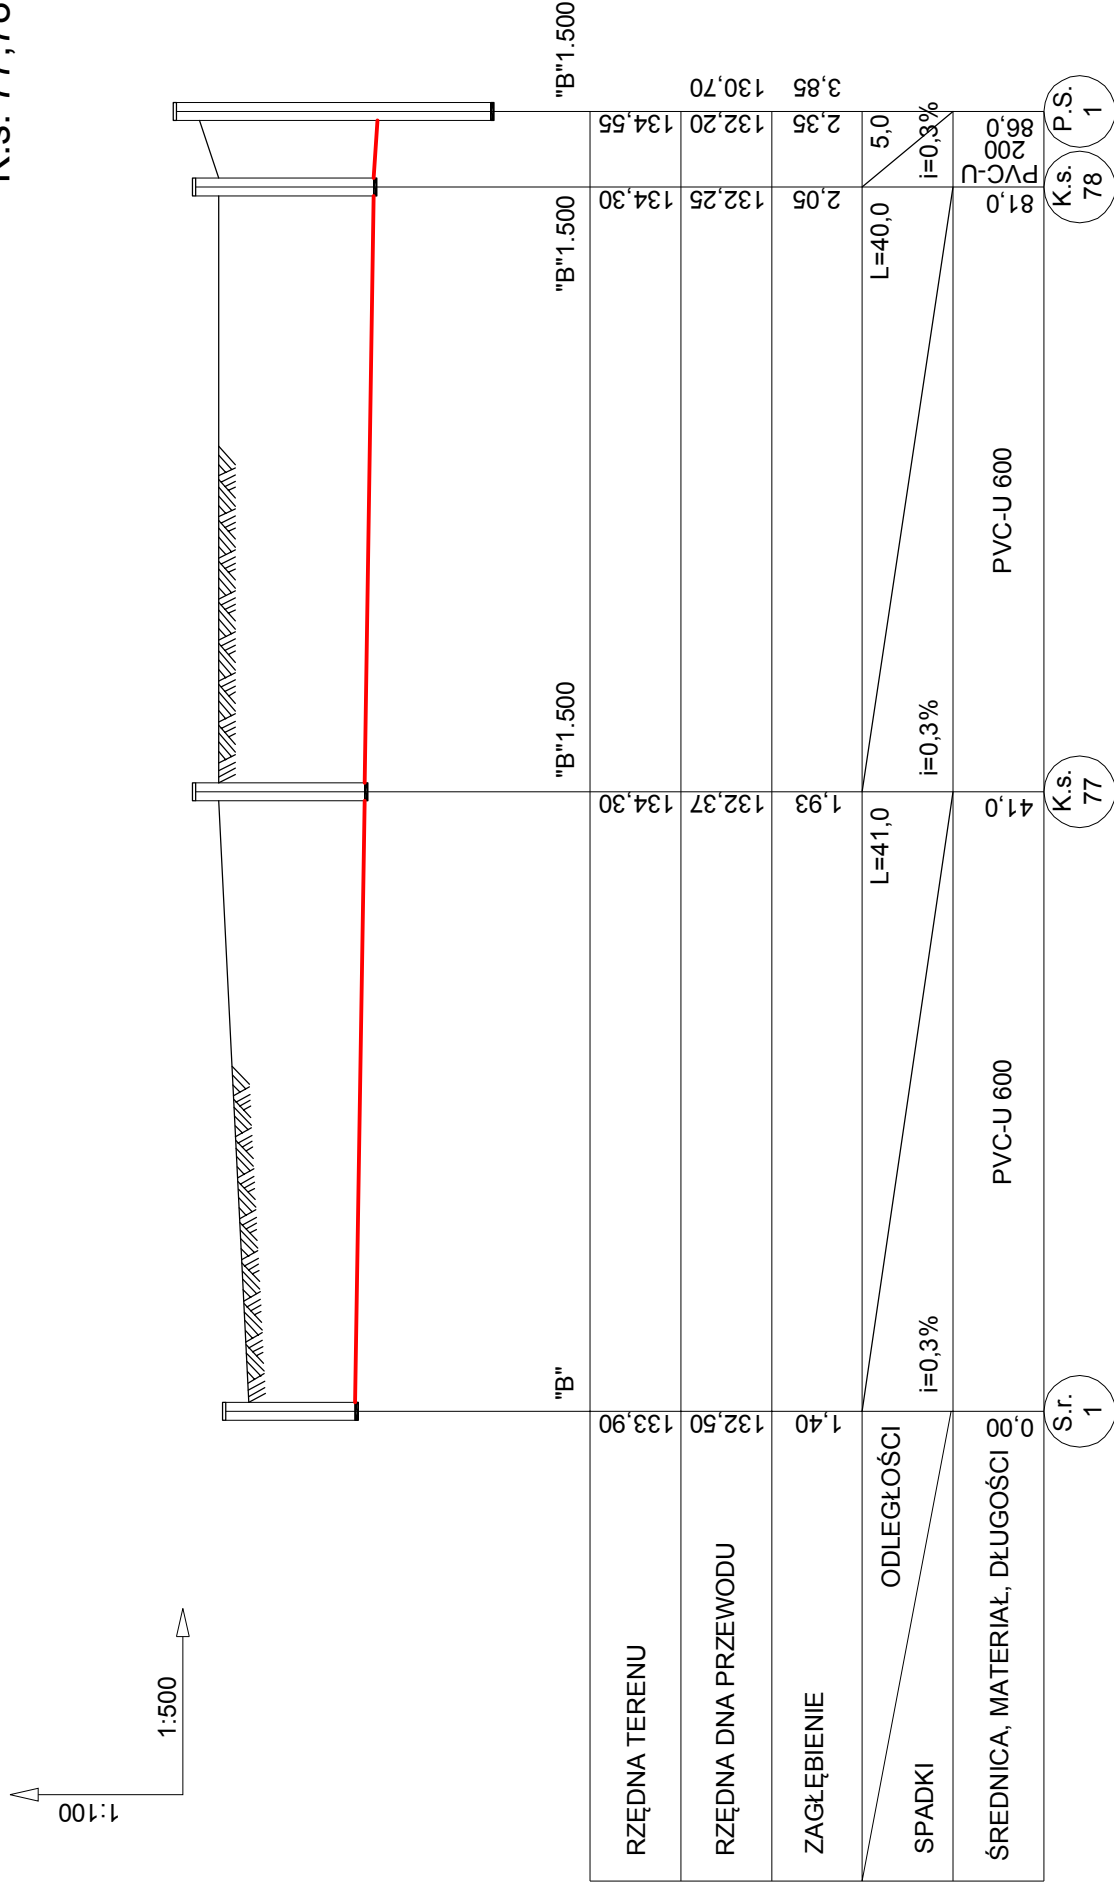 1:100
1:500
"B"
"B"1.500
"B"1.500
"B"1.500
RZĘDNA TERENU
133,90
134,30
134,30
134,55
RZĘDNA DNA PRZEWODU
132,50
132,37
132,25
132,20
130,70
ZAGŁĘBIENIE
1,40
1,93
2,05
2,35
3,85
ODLEGŁOŚCI
L=41,0
L=40,0
5,0
SPADKI
i=0,3%
i=0,3%
i=0,3%
ŚREDNICA, MATERIAŁ, DŁUGOŚCI
0,00
PVC-U 600
41,0
PVC-U 600
81,0
PVC-U
200
86,0
S.r.
1
K.s.
77
K.s.
78
P.S.
1